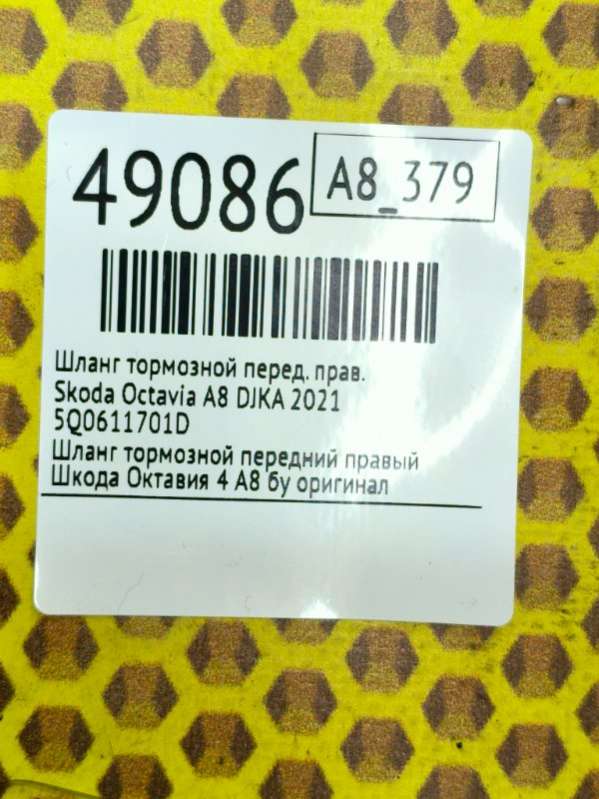 49086
A8_379
Шланг тормозной перед. прав.
Skoda Octavia A8 DJKA 2021
5Q0611701D
Шланг тормозной передний правый
Шкода Октавия 4 А8 бу оригинал